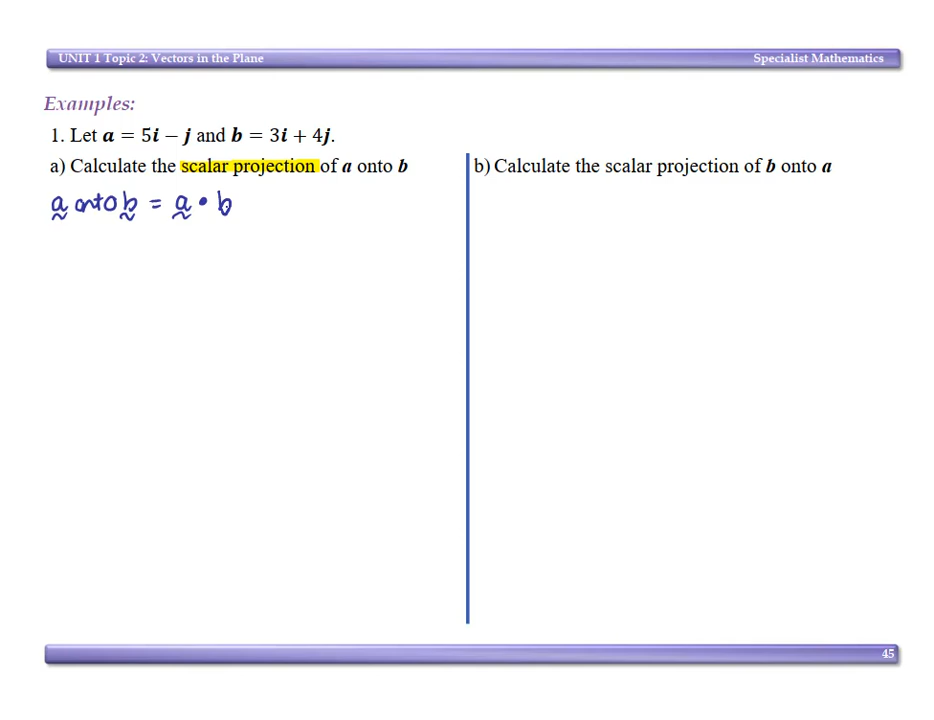 UNIT 1 Topic 2: Vectors in the Plane Specialist Mathematics
Examples:
1. Let a = 5i − j and b = 3i + 4j.
a) Calculate the scalar projection of a onto b
b) Calculate the scalar projection of b onto a
a onto b = a • b
45